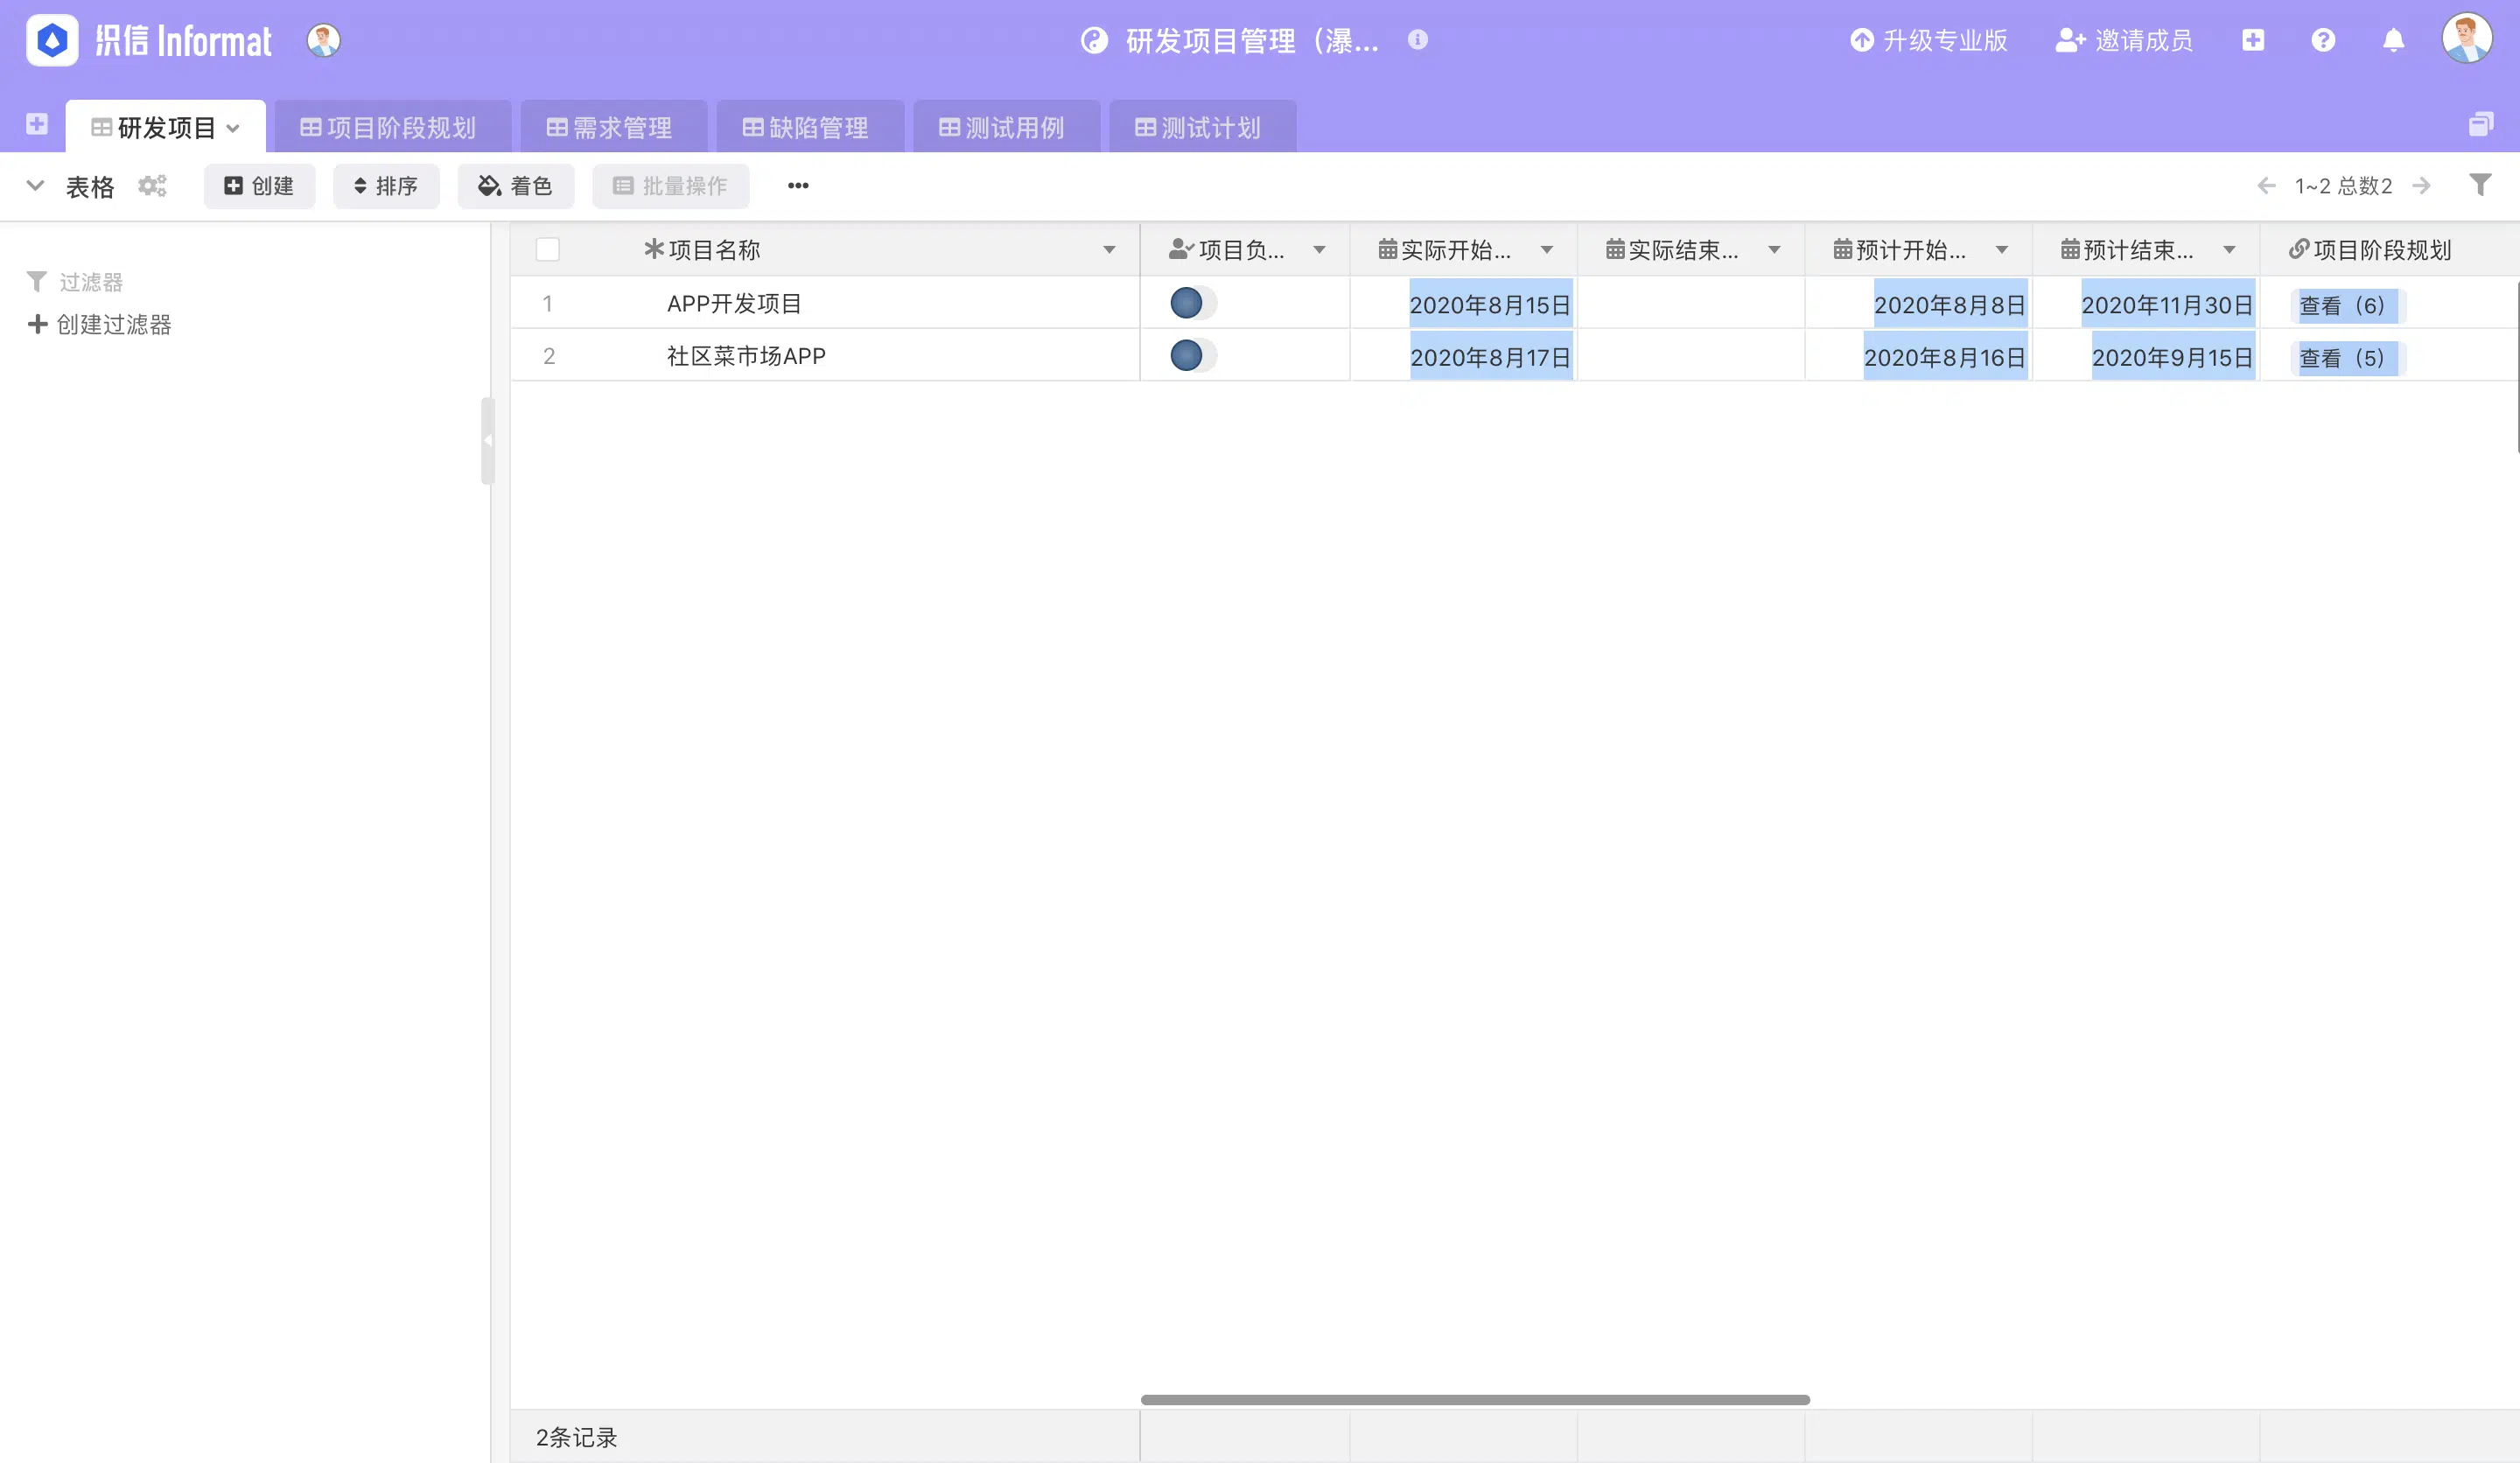 织信 Informat
研发项目管理（瀑...
升级专业版
邀请成员
研发项目
项目阶段规划
需求管理
缺陷管理
测试用例
测试计划
表格
创建
排序
着色
批量操作
1~2 总数2
过滤器
创建过滤器
项目名称 项目负... 实际开始... 实际结束... 预计开始... 预计结束... 项目阶段规划
1 APP开发项目 2020年8月15日 2020年8月8日 2020年11月30日 查看（6）
2 社区菜市场APP 2020年8月17日 2020年8月16日 2020年9月15日 查看（5）
2条记录